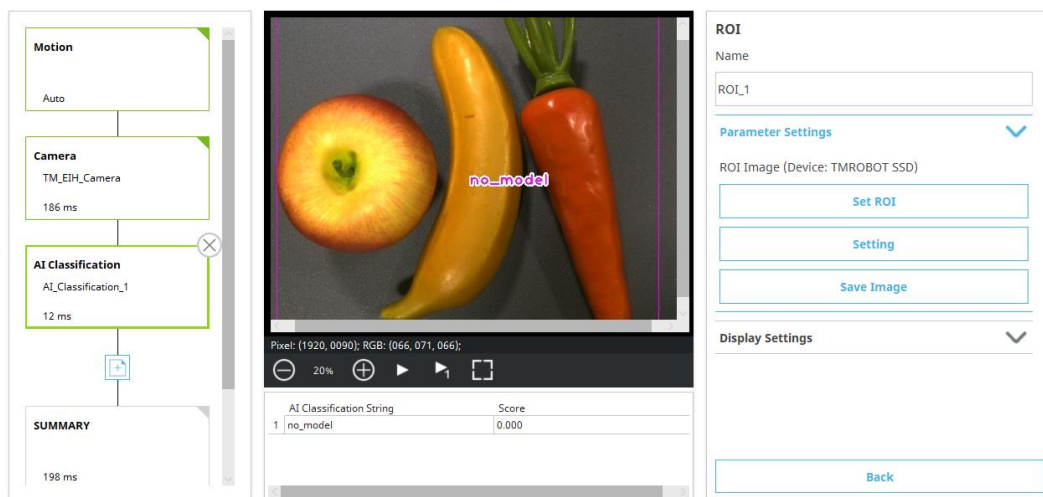 Motion
Auto
Camera
TM_EIH_Camera
186 ms
AI Classification
AI_Classification_1
12 ms
SUMMARY
198 ms
no_model
Pixel: (1920, 0090); RGB: (066, 071, 066);
20%
1
AI Classification String Score
1 no_model 0.000
ROI
Name
ROI_1
Parameter Settings
ROI Image (Device: TMROBOT SSD)
Set ROI
Setting
Save Image
Display Settings
Back